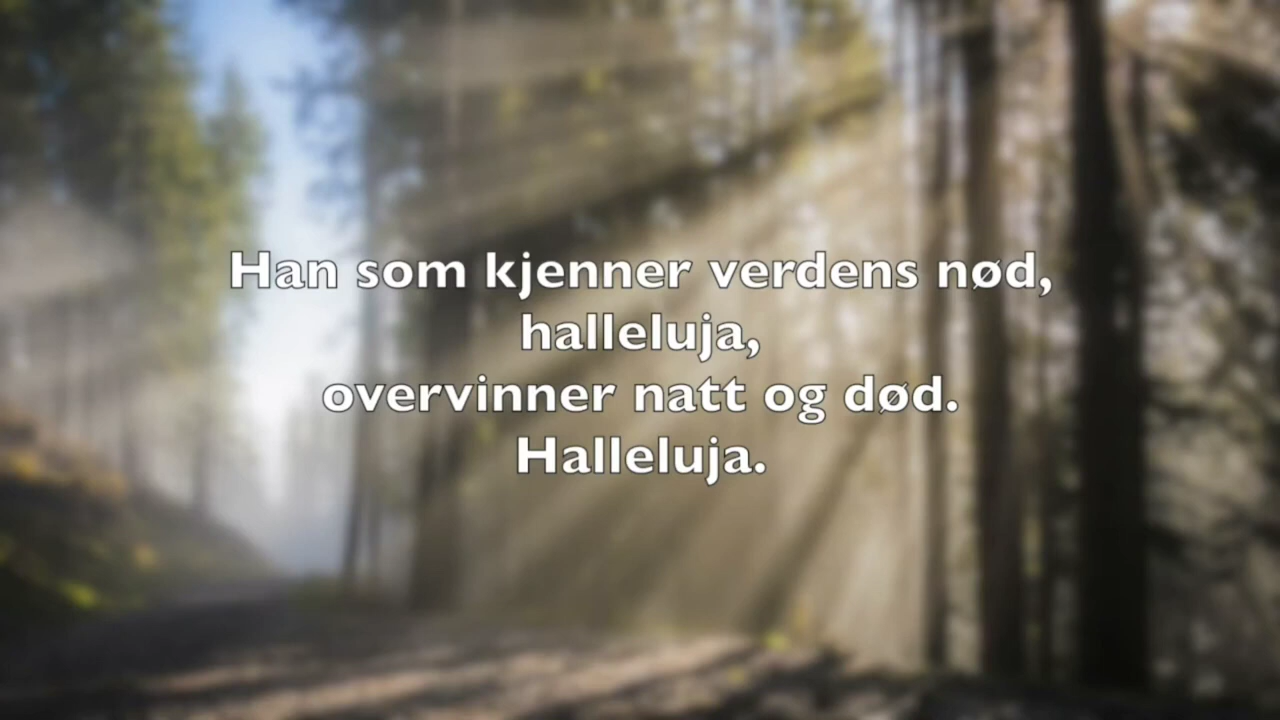 Han som kjenner verdens nød,
halleluja,
overvinner natt og død.
Halleluja.